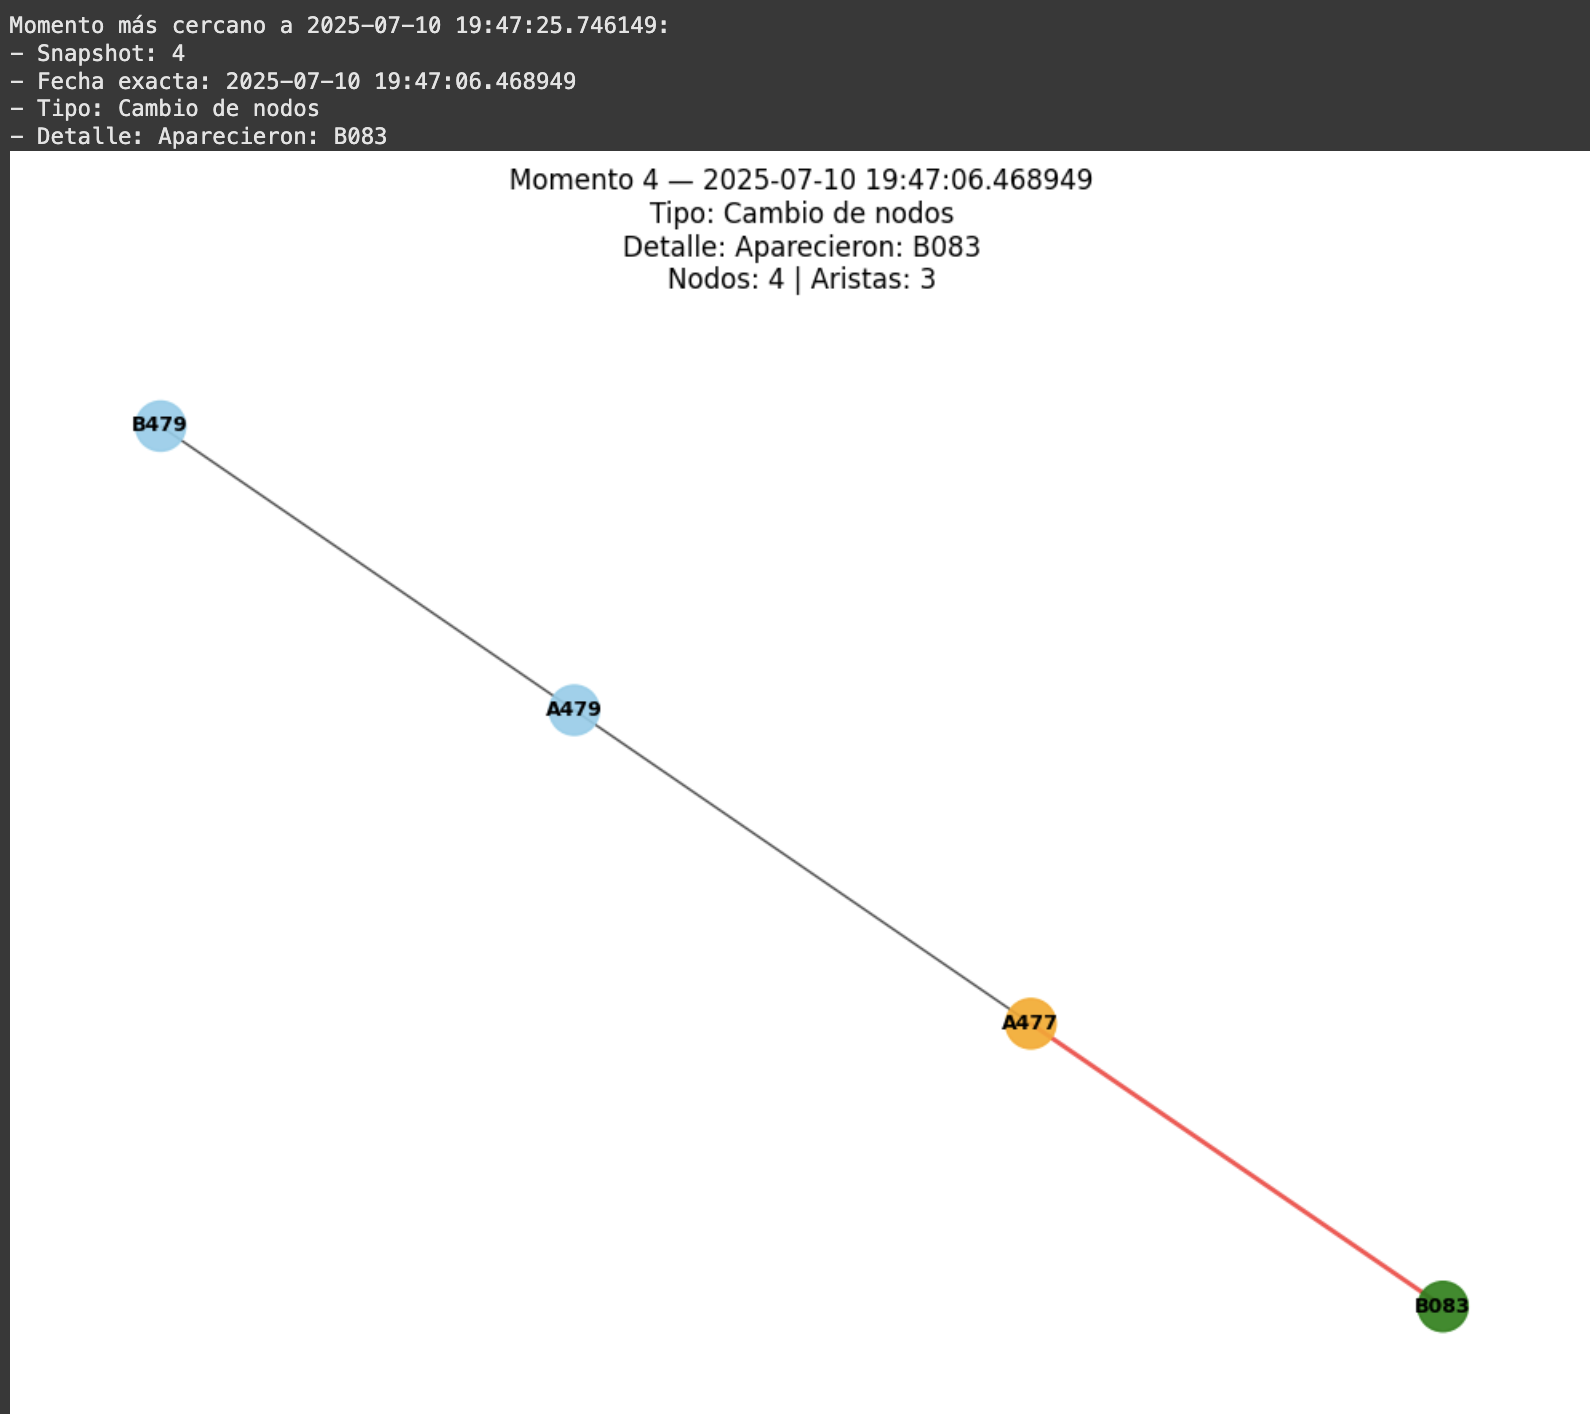 Momento más cercano a 2025-07-10 19:47:25.746149:
- Snapshot: 4
- Fecha exacta: 2025-07-10 19:47:06.468949
- Tipo: Cambio de nodos
- Detalle: Aparecieron: B083
Momento 4 — 2025-07-10 19:47:06.468949
Tipo: Cambio de nodos
Detalle: Aparecieron: B083
Nodos: 4 | Aristas: 3
B479
A479
A477
B083